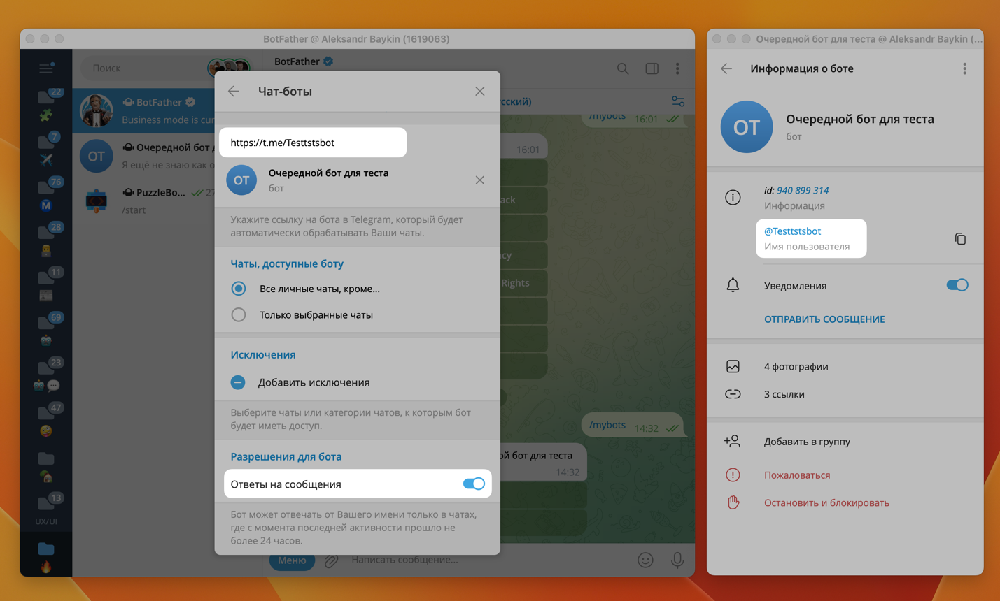 BotFather @ Aleksandr Baykin (1619063)
Поиск
22
7
76
28
11
69
23
47
13
UX/UI
BotFather
Business mode is cur
ОТ
Очередной бот д
Я ещё не знаю как о
PuzzleBo...
27
/start
BotFather
сский)
/mybots 16:01
16:01
ack
cy
Rights
/mybots 14:32
ой бот для теста
14:32
Меню
Написать сообщение...
Чат-боты
https://t.me/Testtstsbot
ОТ
Очередной бот для теста
бот
Укажите ссылку на бота в Telegram, который будет
автоматически обрабатывать Ваши чаты.
Чаты, доступные боту
Все личные чаты, кроме...
Только выбранные чаты
Исключения
Добавить исключения
Выберите чаты или категории чатов, к которым бот
будет иметь доступ.
Разрешения для бота
Ответы на сообщения
Бот может отвечать от Вашего имени только в чатах,
где с момента последней активности прошло не
более 24 часов.
Очередной бот для теста @ Aleksandr Baykin (...
Информация о боте
ОТ
Очередной бот для теста
бот
id: 940 899 314
Информация
@Testtstsbot
Имя пользователя
Уведомления
ОТПРАВИТЬ СООБЩЕНИЕ
4 фотографии
3 ссылки
Добавить в группу
Пожаловаться
Остановить и блокировать